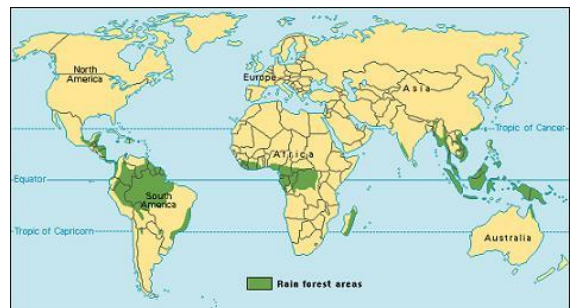 North
America
Europe
Asia
Tropic of Cancer
Africa
Equator
South
America
Tropic of Capricorn
Australia
Rain forest areas